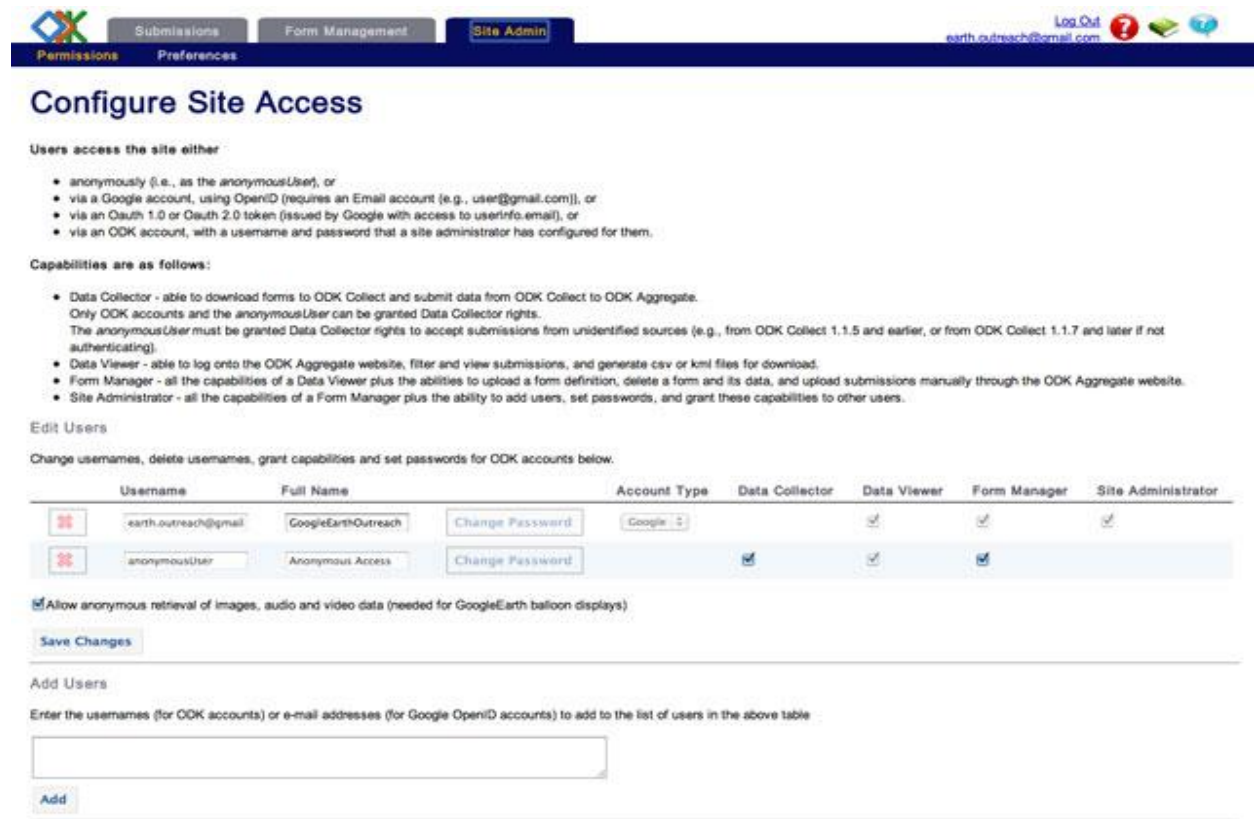 ODK Submissions Form Management Site Admin Log Out
earth.outreach@gmail.com
Permissions Preferences
Configure Site Access
Users access the site either
• anonymously (i.e., as the anonymousUser), or
• via a Google account, using OpenID (requires an Email account (e.g., user@gmail.com)), or
• via an Oauth 1.0 or Oauth 2.0 token (issued by Google with access to userinfo.email), or
• via an ODK account, with a username and password that a site administrator has configured for them.
Capabilities are as follows:
• Data Collector - able to download forms to ODK Collect and submit data from ODK Collect to ODK Aggregate.
Only ODK accounts and the anonymousUser can be granted Data Collector rights.
The anonymousUser must be granted Data Collector rights to accept submissions from unidentified sources (e.g., from ODK Collect 1.1.5 and earlier, or from ODK Collect 1.1.7 and later if not
authenticating).
• Data Viewer - able to log onto the ODK Aggregate website, filter and view submissions, and generate csv or kml files for download.
• Form Manager - all the capabilities of a Data Viewer plus the abilities to upload a form definition, delete a form and its data, and upload submissions manually through the ODK Aggregate website.
• Site Administrator - all the capabilities of a Form Manager plus the ability to add users, set passwords, and grant these capabilities to other users.
Edit Users
Change usernames, delete usernames, grant capabilities and set passwords for ODK accounts below.
Username Full Name Account Type Data Collector Data Viewer Form Manager Site Administrator
earth.outreach@gmail GoogleEarthOutreach Change Password Google
anonymousUser Anonymous Access Change Password
Allow anonymous retrieval of images, audio and video data (needed for GoogleEarth balloon displays)
Save Changes
Add Users
Enter the usernames (for ODK accounts) or e-mail addresses (for Google OpenID accounts) to add to the list of users in the above table
Add